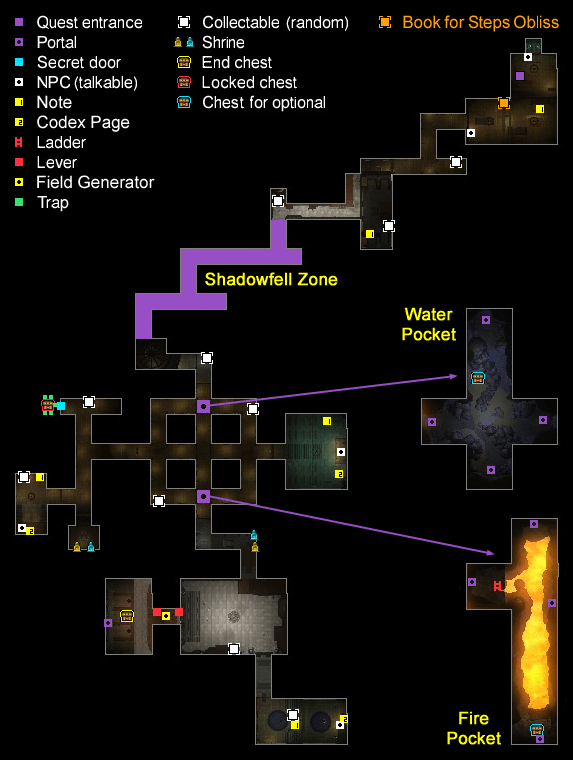 Quest entrance
Portal
Secret door
NPC (talkable)
Note
Codex Page
Ladder
Lever
Field Generator
Trap
Collectable (random)
Shrine
End chest
Locked chest
Chest for optional
Book for Steps Obliss
Shadowfell Zone
Water
Pocket
Fire
Pocket